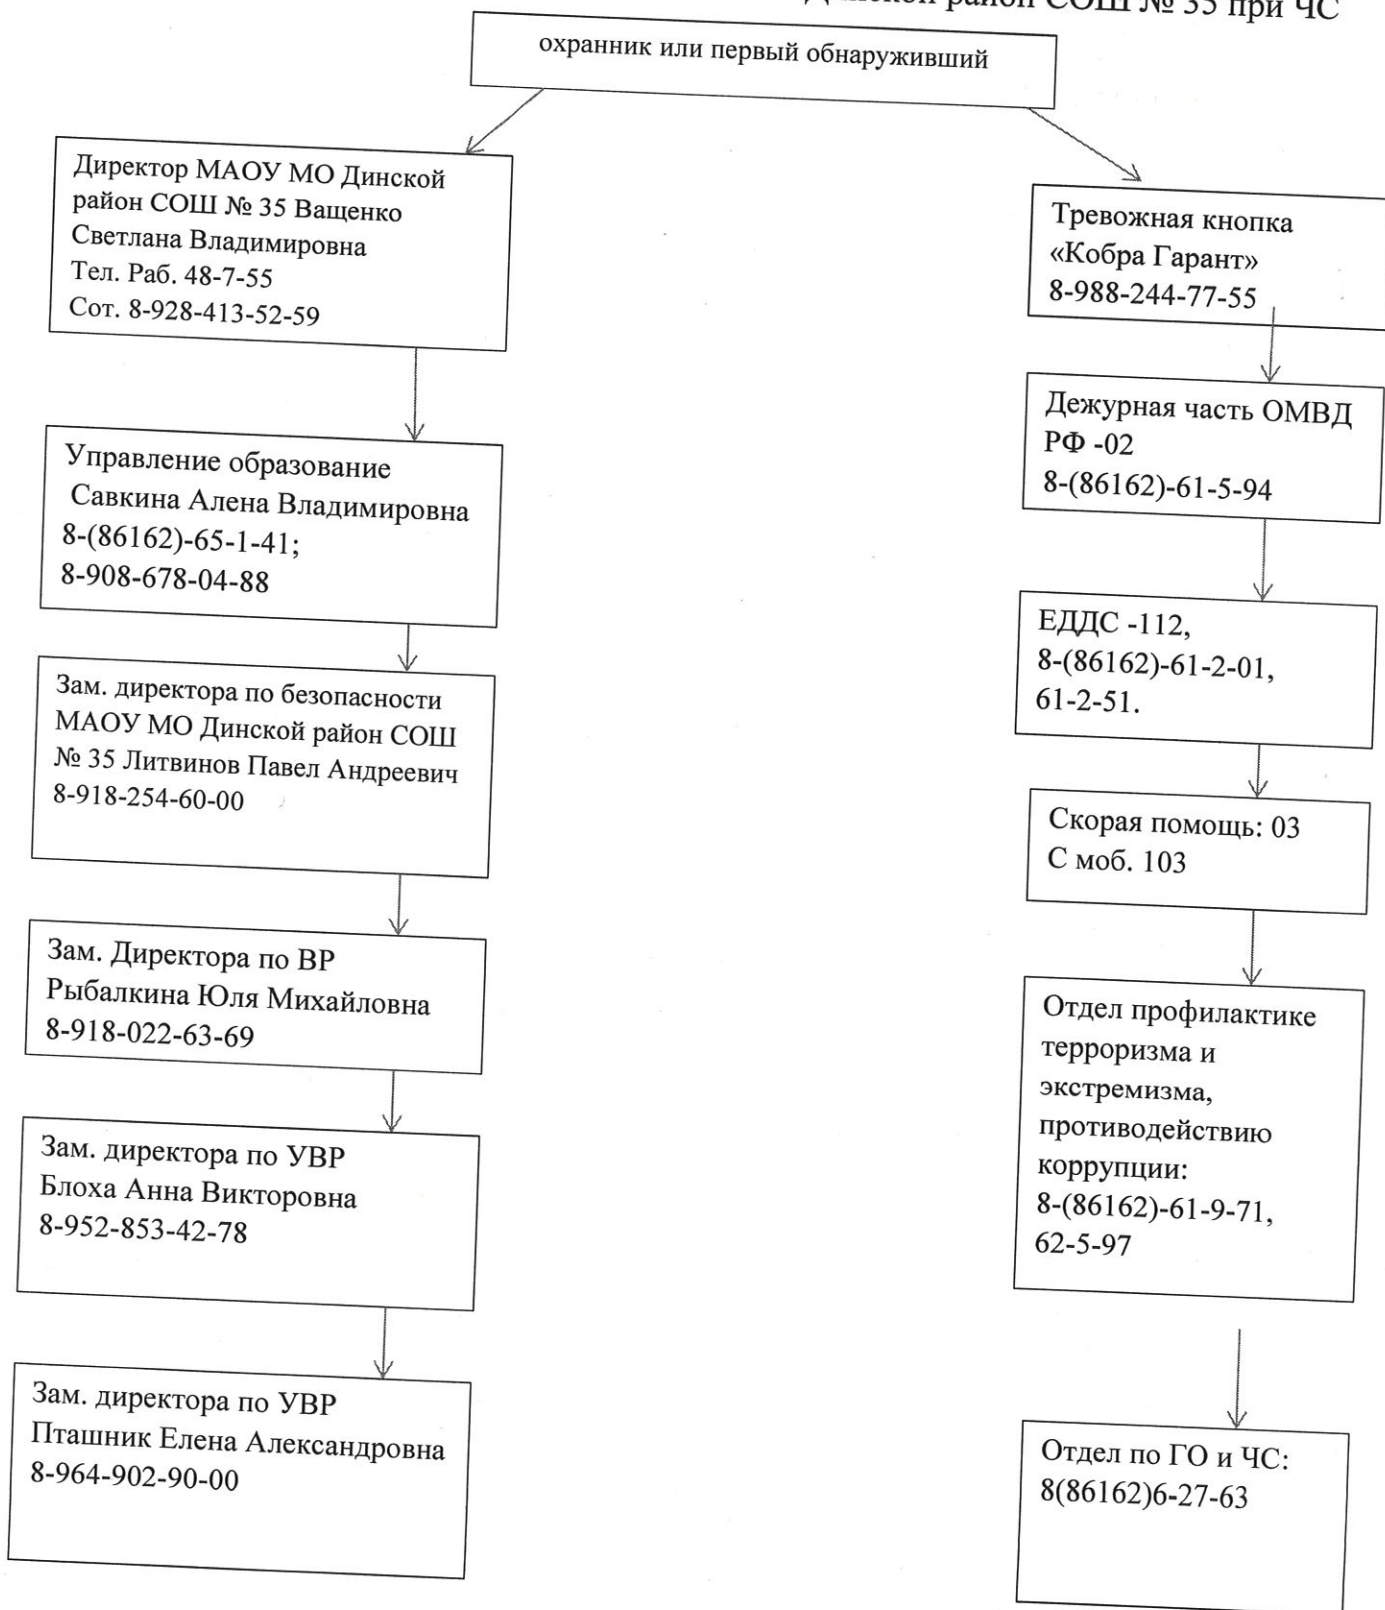 Динской район СОШ № 35 при ЧС
охранник или первый обнаруживший
Директор МАОУ МО Динской
район СОШ № 35 Ващенко
Светлана Владимировна
Тел. Раб. 48-7-55
Сот. 8-928-413-52-59
Управление образование
Савкина Алена Владимировна
8-(86162)-65-1-41;
8-908-678-04-88
Зам. директора по безопасности
МАОУ МО Динской район СОШ
№ 35 Литвинов Павел Андреевич
8-918-254-60-00
Зам. Директора по ВР
Рыбалкина Юля Михайловна
8-918-022-63-69
Зам. директора по УВР
Блоха Анна Викторовна
8-952-853-42-78
Зам. директора по УВР
Пташник Елена Александровна
8-964-902-90-00
Тревожная кнопка
«Кобра Гарант»
8-988-244-77-55
Дежурная часть ОМВД
РФ -02
8-(86162)-61-5-94
ЕДДС -112,
8-(86162)-61-2-01,
61-2-51.
Скорая помощь: 03
С моб. 103
Отдел профилактике
терроризма и
экстремизма,
противодействию
коррупции:
8-(86162)-61-9-71,
62-5-97
Отдел по ГО и ЧС:
8(86162)6-27-63